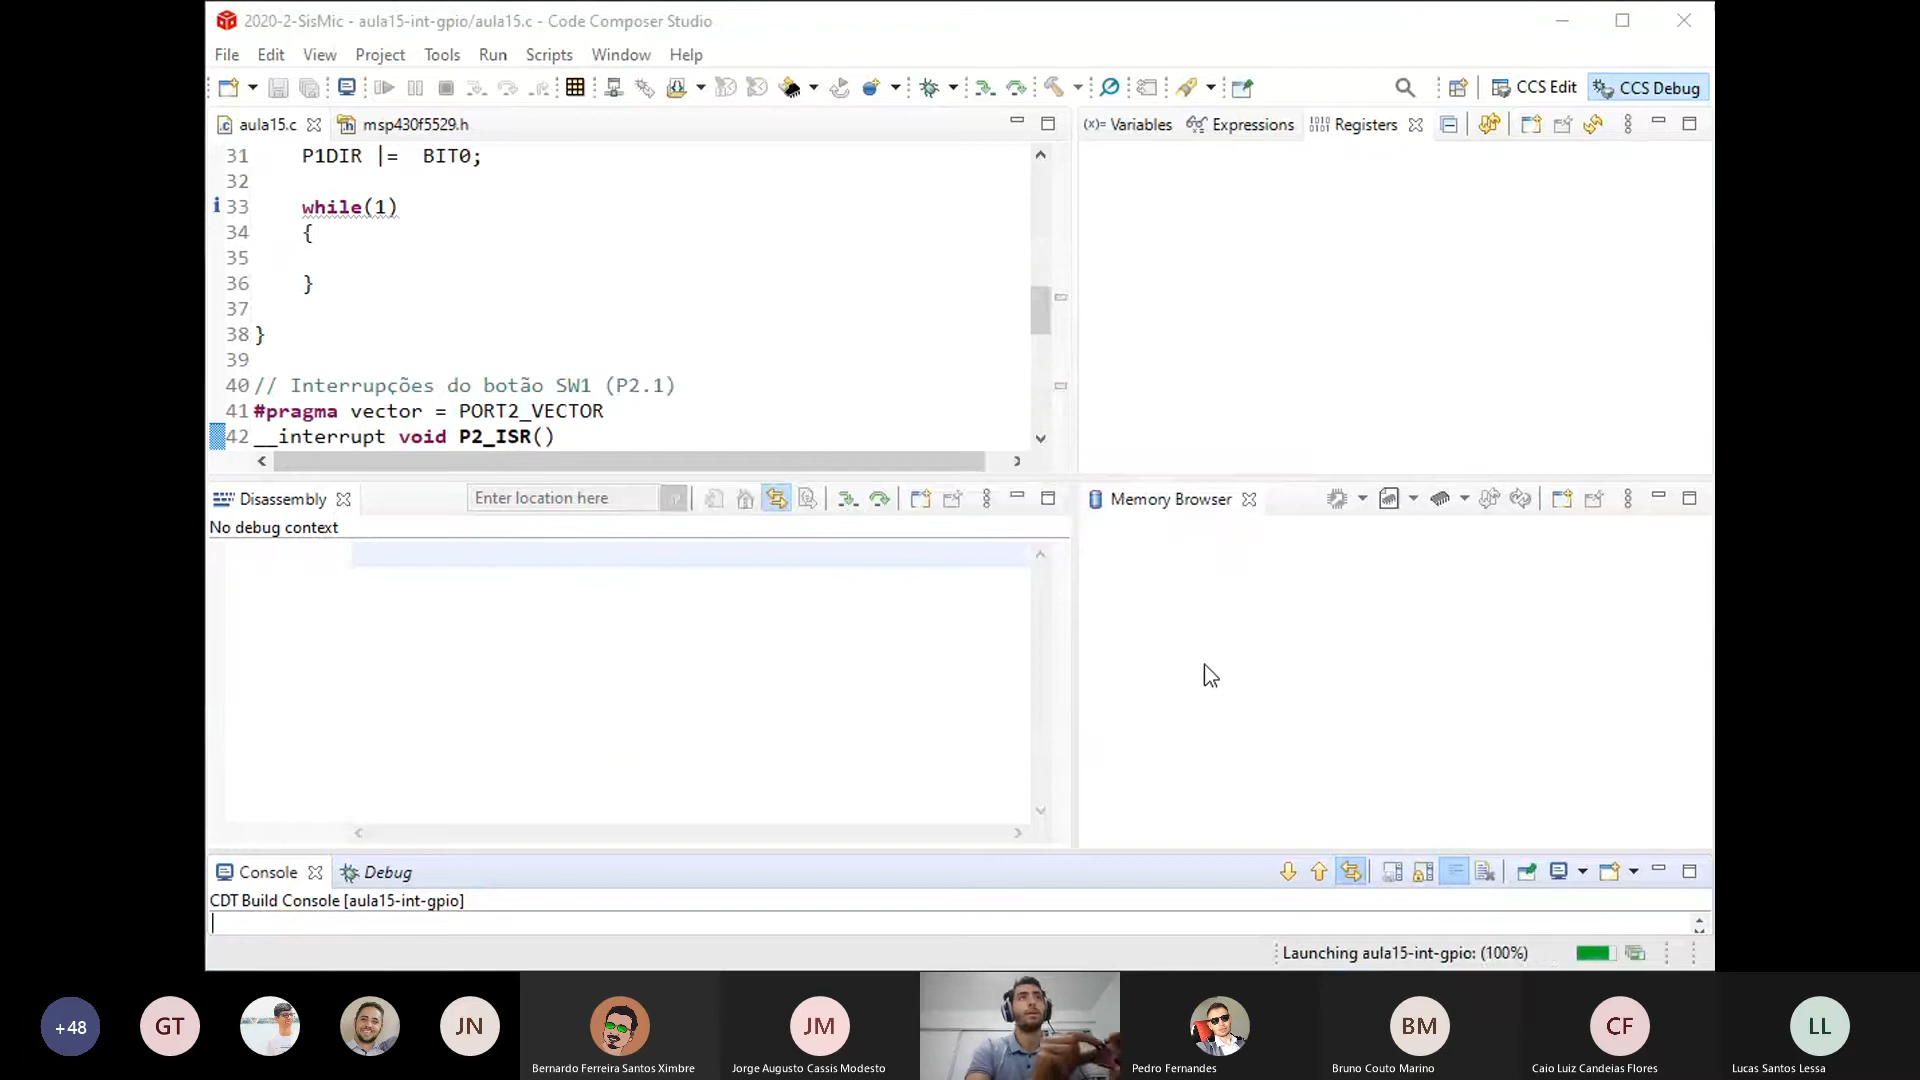 2020-2-SisMic - aula15-int-gpio/aula15.c - Code Composer Studio
File Edit View Project Tools Run Scripts Window Help
CCS Edit CCS Debug
aula15.c msp430f5529.h
(x)= Variables Expressions Registers
31 P1DIR |= BIT0;
32
33 while(1)
34 {
35
36 }
37
38 }
39
40 // Interrupções do botão SW1 (P2.1)
41 #pragma vector = PORT2_VECTOR
42 __interrupt void P2_ISR()
Disassembly Enter location here
Memory Browser
No debug context
Console Debug
CDT Build Console [aula15-int-gpio]
Launching aula15-int-gpio: (100%)
+48
GT
JN
JM
BM
CF
LL
Bernardo Ferreira Santos Ximbre
Jorge Augusto Cassis Modesto
Pedro Fernandes
Bruno Couto Marino
Caio Luiz Candeias Flores
Lucas Santos Lessa